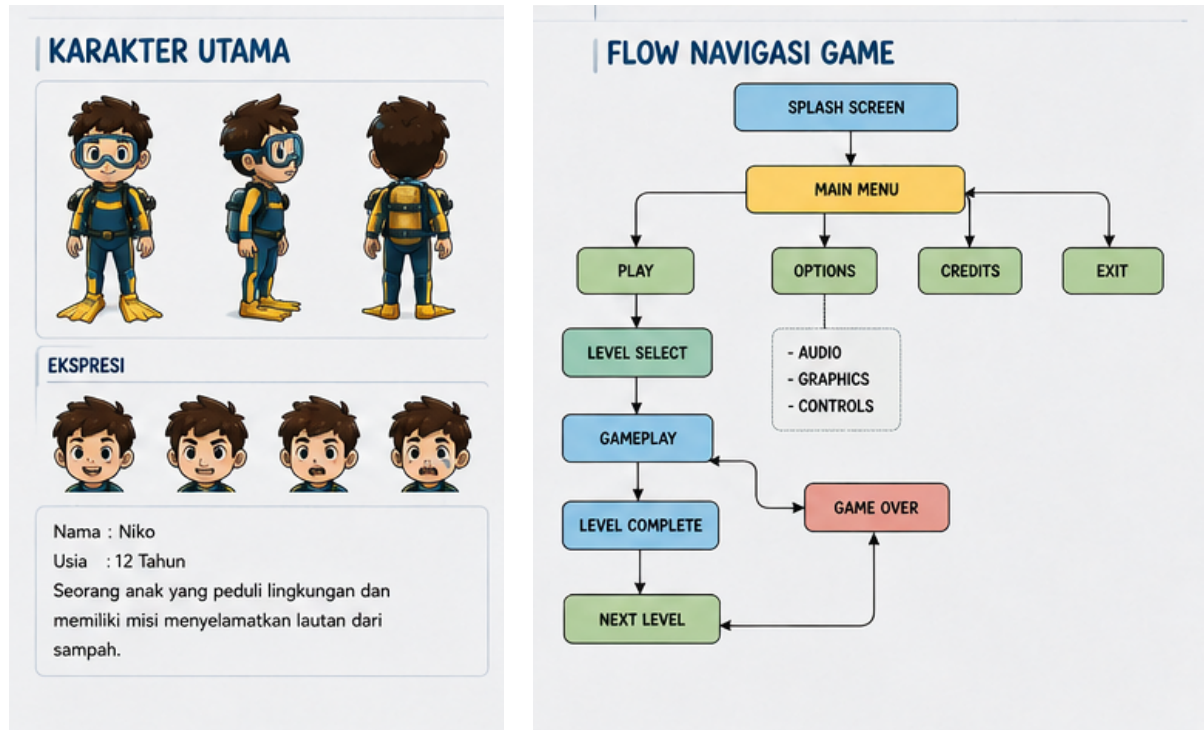 KARAKTER UTAMA
EKSPRESI
Nama : Niko
Usia : 12 Tahun
Seorang anak yang peduli lingkungan dan
memiliki misi menyelamatkan lautan dari
sampah.
FLOW NAVIGASI GAME
SPLASH SCREEN
MAIN MENU
PLAY
OPTIONS
CREDITS
EXIT
LEVEL SELECT
- AUDIO
- GRAPHICS
- CONTROLS
GAMEPLAY
GAME OVER
LEVEL COMPLETE
NEXT LEVEL